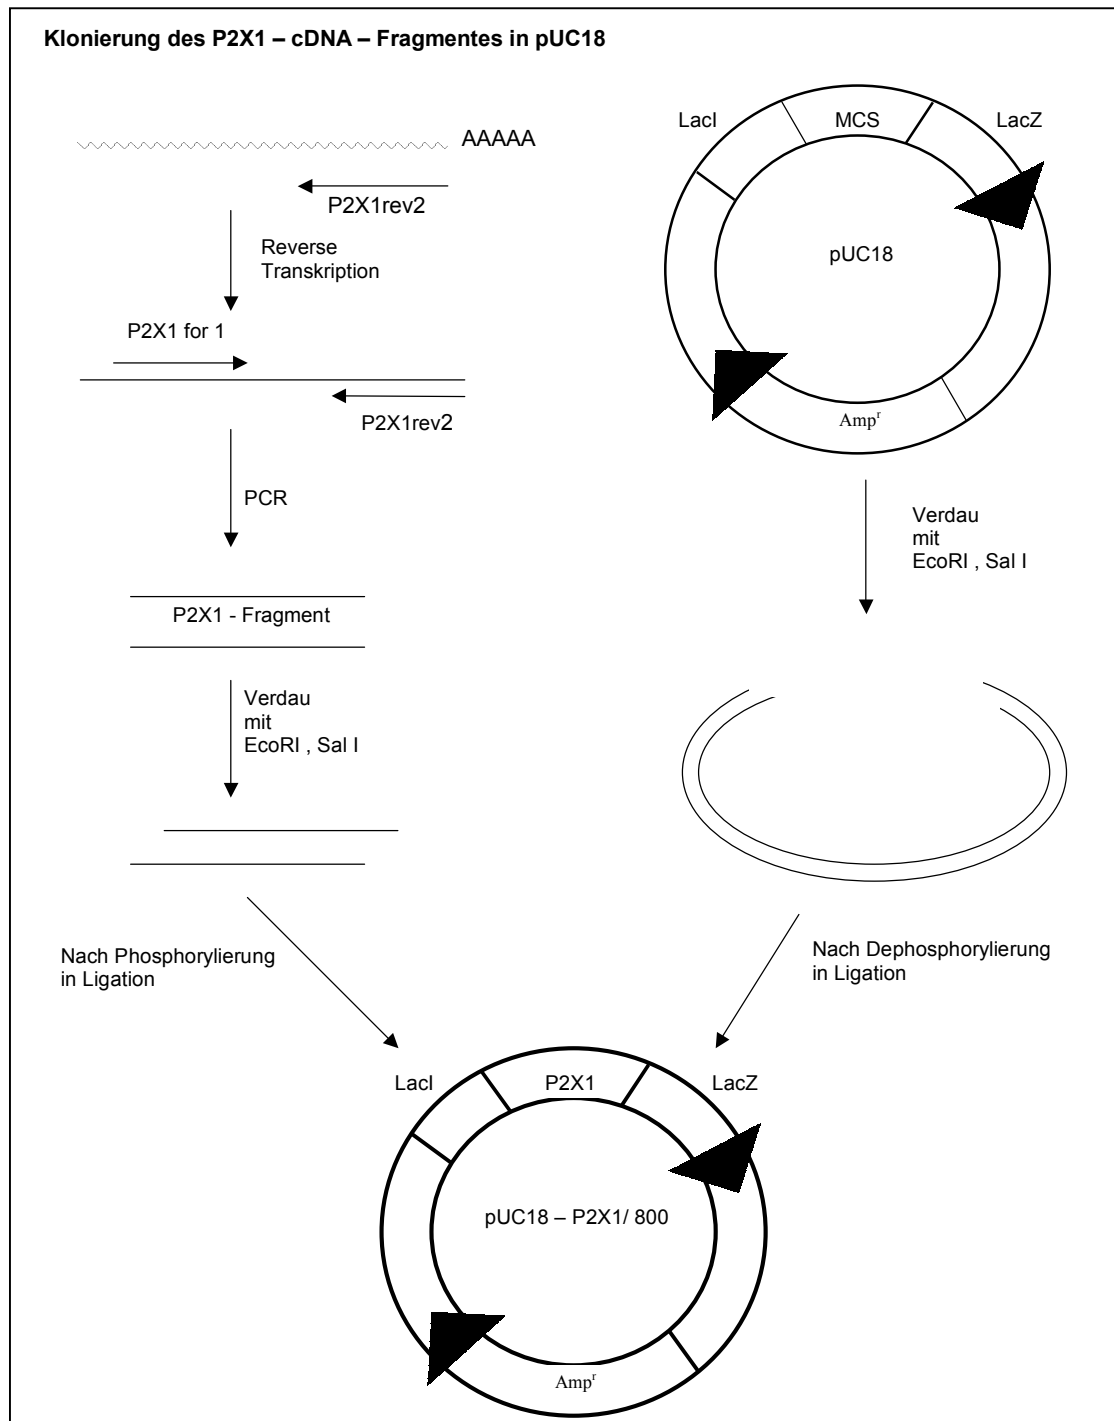 Klonierung des P2X1 – cDNA – Fragmentes in pUC18
AAAAA
P2X1rev2
Reverse
Transkription
P2X1 for 1
P2X1rev2
PCR
P2X1 - Fragment
Verdau
mit
EcoRI , Sal I
Nach Phosphorylierung
in Ligation
LacI
MCS
LacZ
pUC18
Ampʳ
Verdau
mit
EcoRI , Sal I
Nach Dephosphorylierung
in Ligation
LacI
P2X1
LacZ
pUC18 – P2X1/ 800
Ampʳ